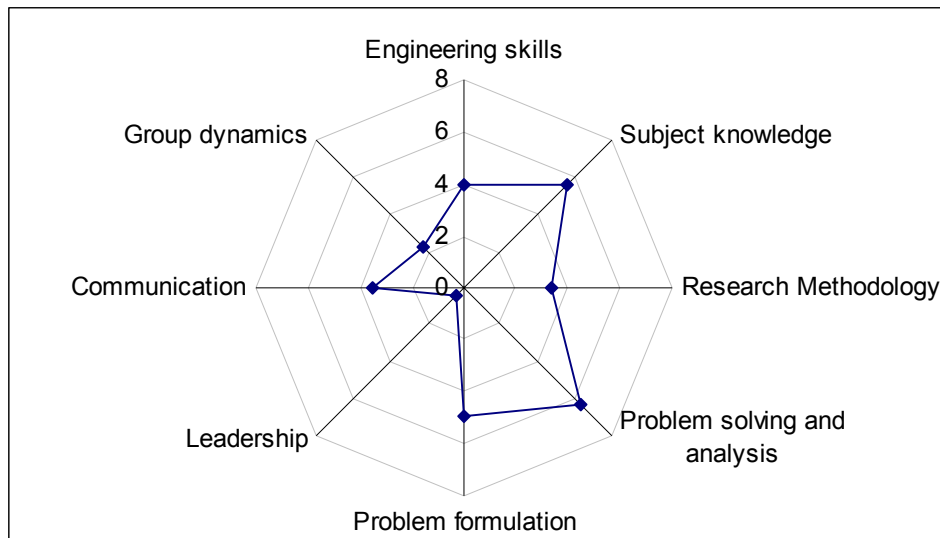 Engineering skills
8
Group dynamics
6
Subject knowledge
4
2
Communication
0
Research Methodology
Leadership
Problem solving and
analysis
Problem formulation